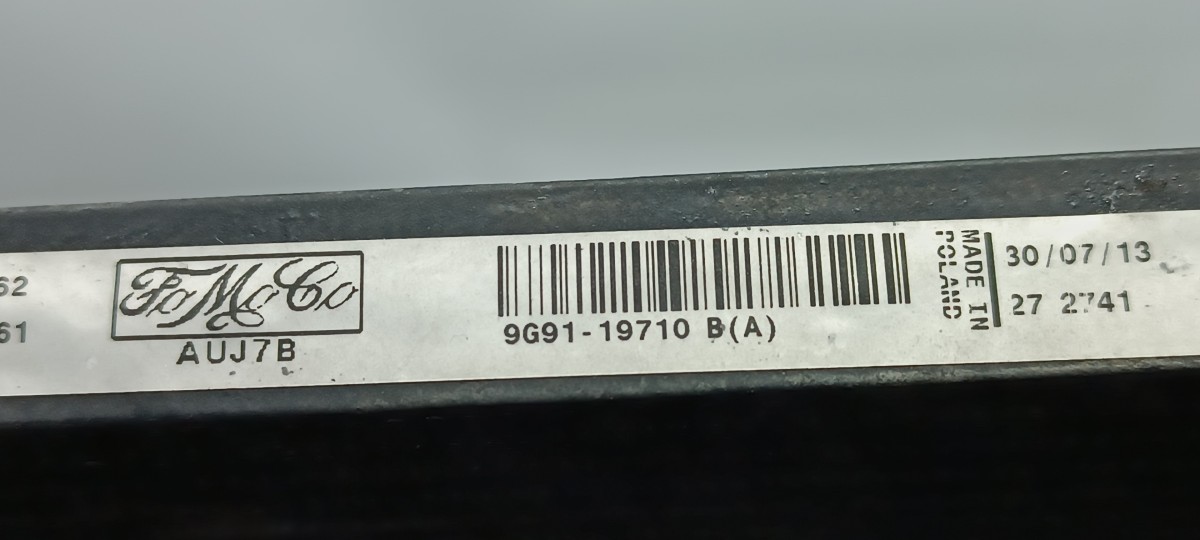 62
61
FoMoCo
AUJ7B
9G91-19710 B(A)
MADE IN
POLAND
30/07/13
27 2741